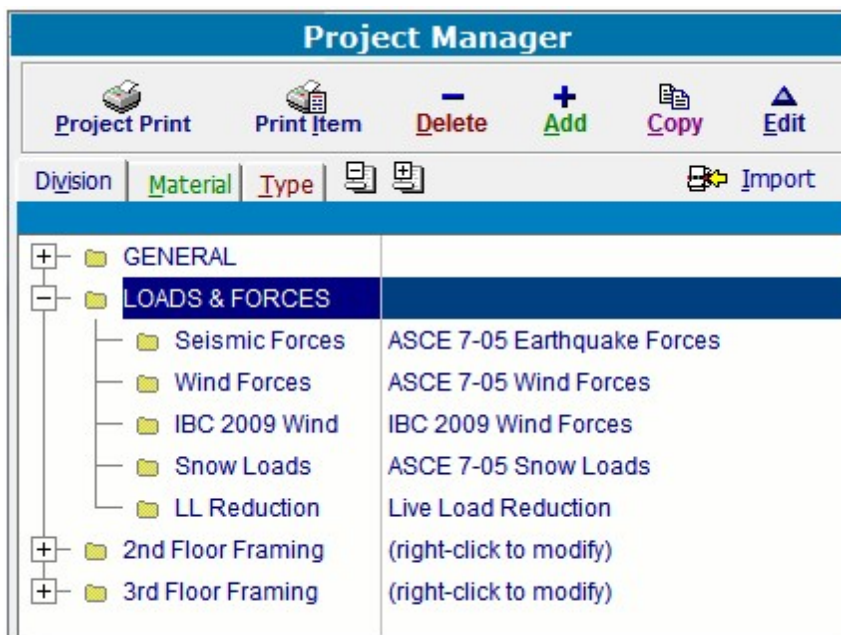 Project Manager
Project Print Print Item Delete Add Copy Edit
Division Material Type Import
GENERAL
LOADS & FORCES
Seismic Forces ASCE 7-05 Earthquake Forces
Wind Forces ASCE 7-05 Wind Forces
IBC 2009 Wind IBC 2009 Wind Forces
Snow Loads ASCE 7-05 Snow Loads
LL Reduction Live Load Reduction
2nd Floor Framing (right-click to modify)
3rd Floor Framing (right-click to modify)